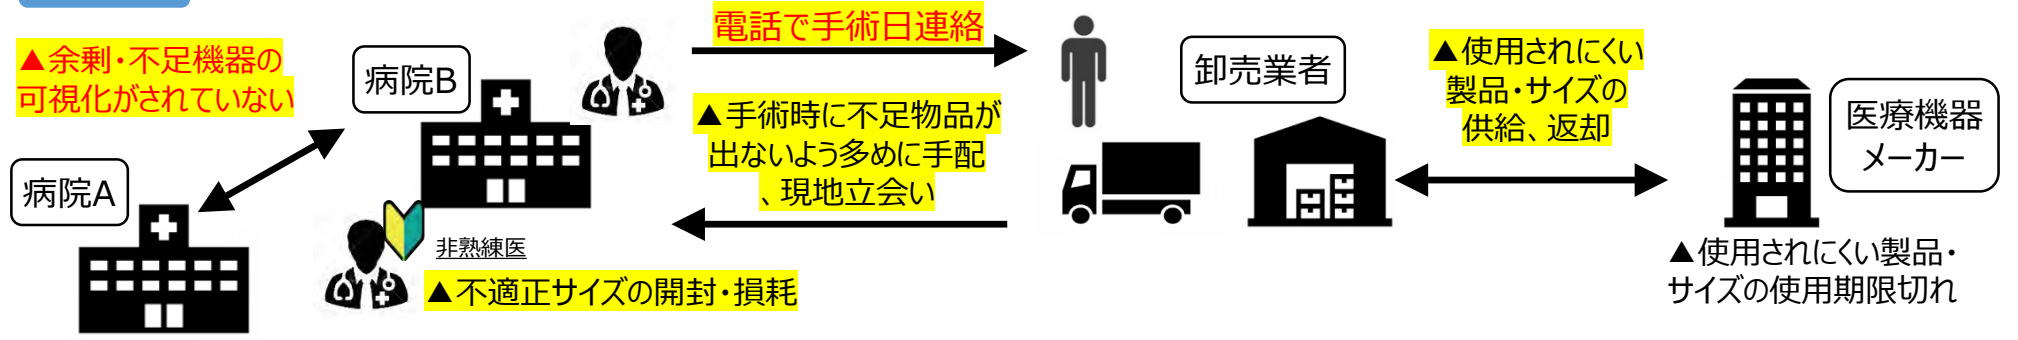 ▲余剰・不足機器の
可視化がされていない
病院A
病院B
非熟練医
▲不適正サイズの開封・損耗
電話で手術日連絡
▲手術時に不足物品が
出ないよう多めに手配
、現地立会い
卸売業者
▲使用されにくい
製品・サイズの
供給、返却
医療機器
メーカー
▲使用されにくい製品・
サイズの使用期限切れ